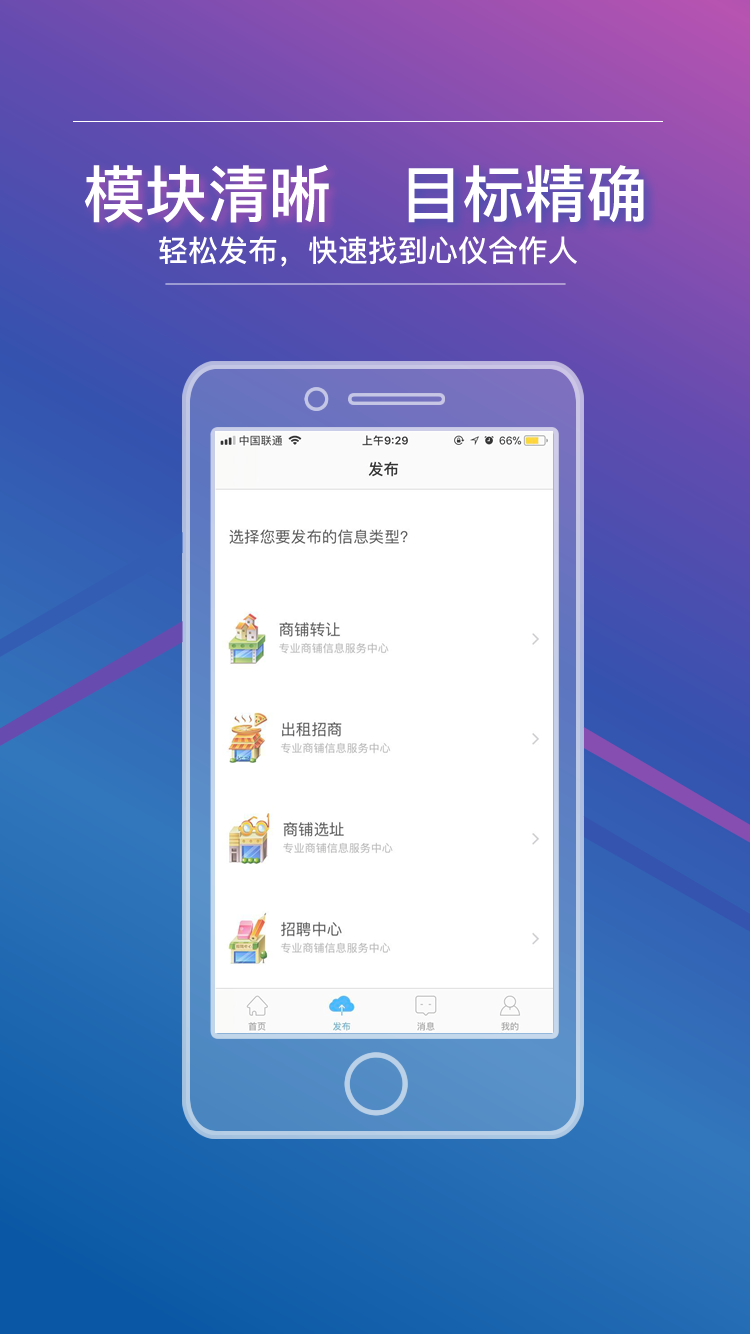 模块清晰 目标精确
轻松发布，快速找到心仪合作人
中国联通 上午9:29 66%
发布
选择您要发布的信息类型?
商铺转让
专业商铺信息服务中心
出租招商
专业商铺信息服务中心
商铺选址
专业商铺信息服务中心
招聘中心
专业商铺信息服务中心
首页 发布 消息 我的